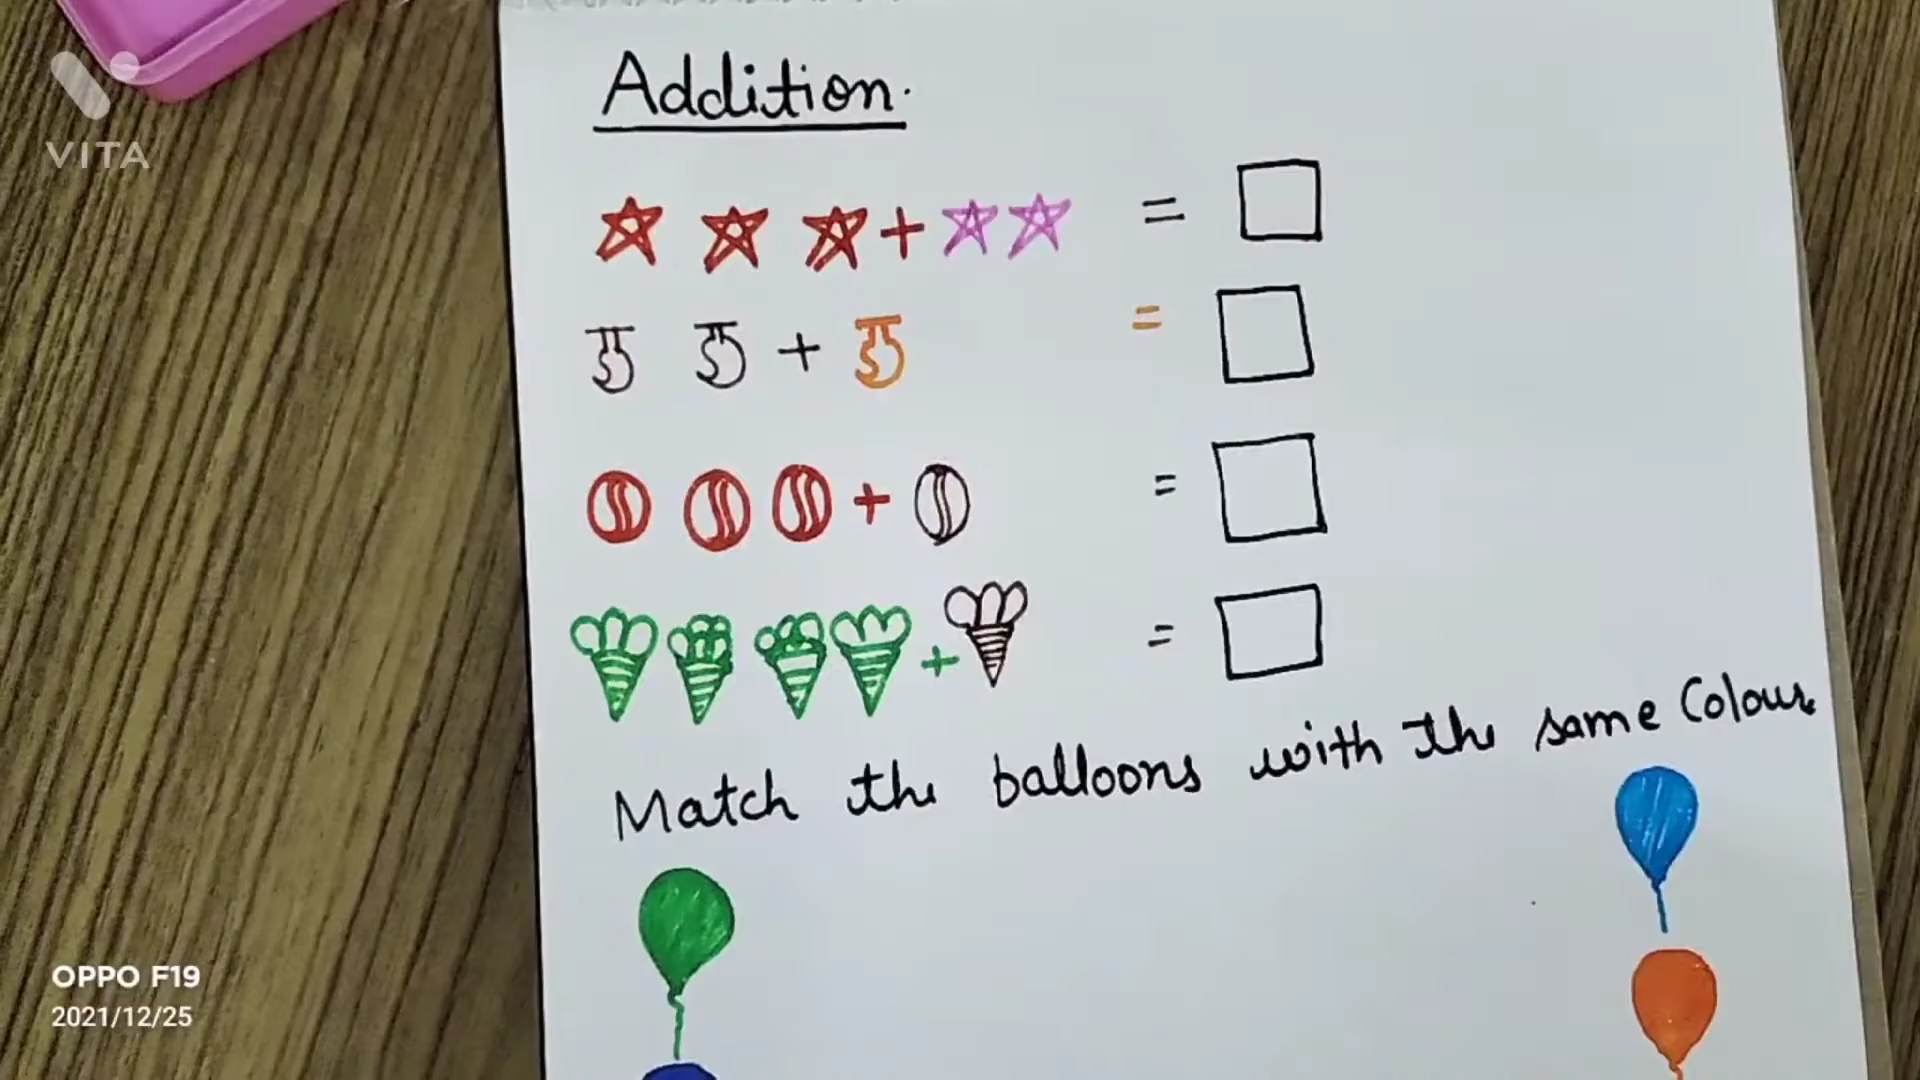 VITA
Addition.
+ =
+ =
+ =
+ =
Match the balloons with the same Colour
OPPO F19
2021/12/25